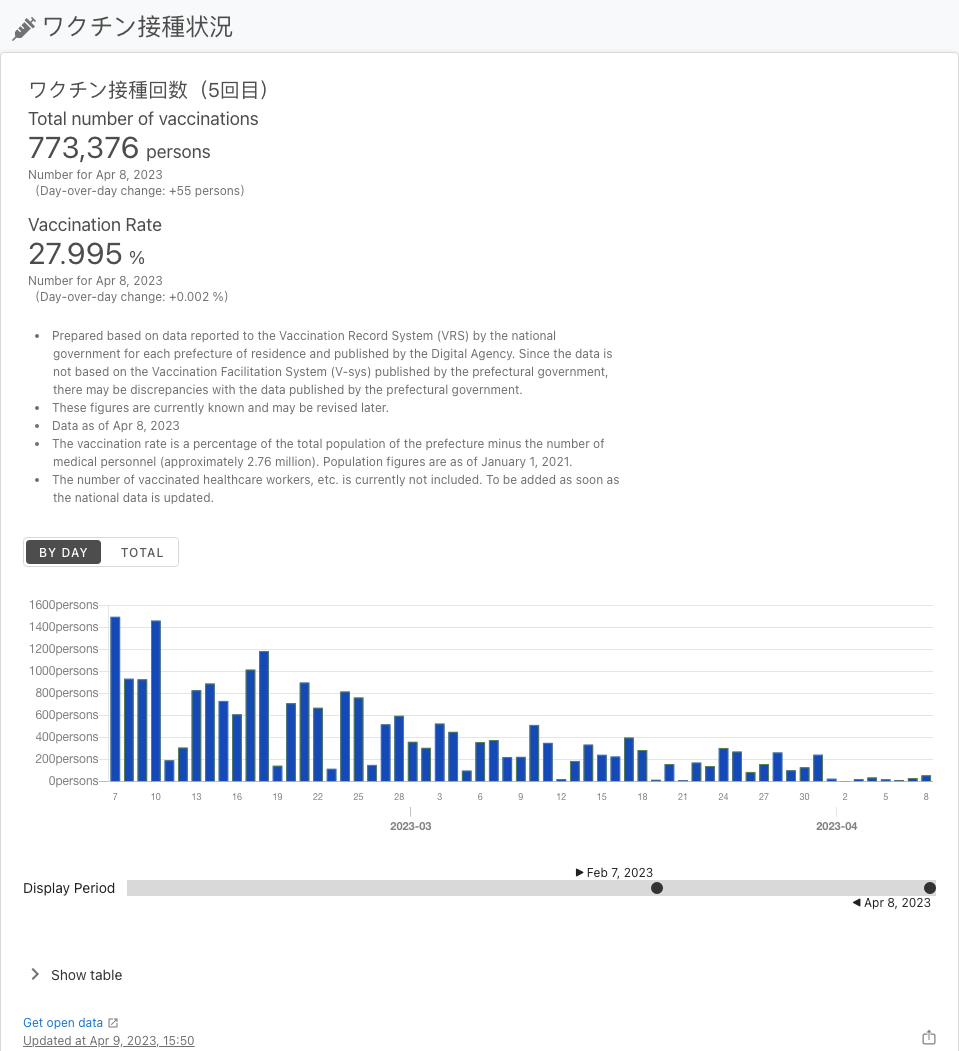 ワクチン接種状況
ワクチン接種回数（5回目）
Total number of vaccinations
773,376 persons
Number for Apr 8, 2023
(Day-over-day change: +55 persons)
Vaccination Rate
27.995 %
Number for Apr 8, 2023
(Day-over-day change: +0.002 %)
• Prepared based on data reported to the Vaccination Record System (VRS) by the national
government for each prefecture of residence and published by the Digital Agency. Since the data is
not based on the Vaccination Facilitation System (V-sys) published by the prefectural government,
there may be discrepancies with the data published by the prefectural government.
• These figures are currently known and may be revised later.
• Data as of Apr 8, 2023
• The vaccination rate is a percentage of the total population of the prefecture minus the number of
medical personnel (approximately 2.76 million). Population figures are as of January 1, 2021.
• The number of vaccinated healthcare workers, etc. is currently not included. To be added as soon as
the national data is updated.
BY DAY TOTAL
1600persons
1400persons
1200persons
1000persons
800persons
600persons
400persons
200persons
0persons
7 10 13 16 19 22 25 28 3 6 9 12 15 18 21 24 27 30 2 5 8
2023-03 2023-04
▶ Feb 7, 2023
Display Period
◀ Apr 8, 2023
Show table
Get open data
Updated at Apr 9, 2023, 15:50